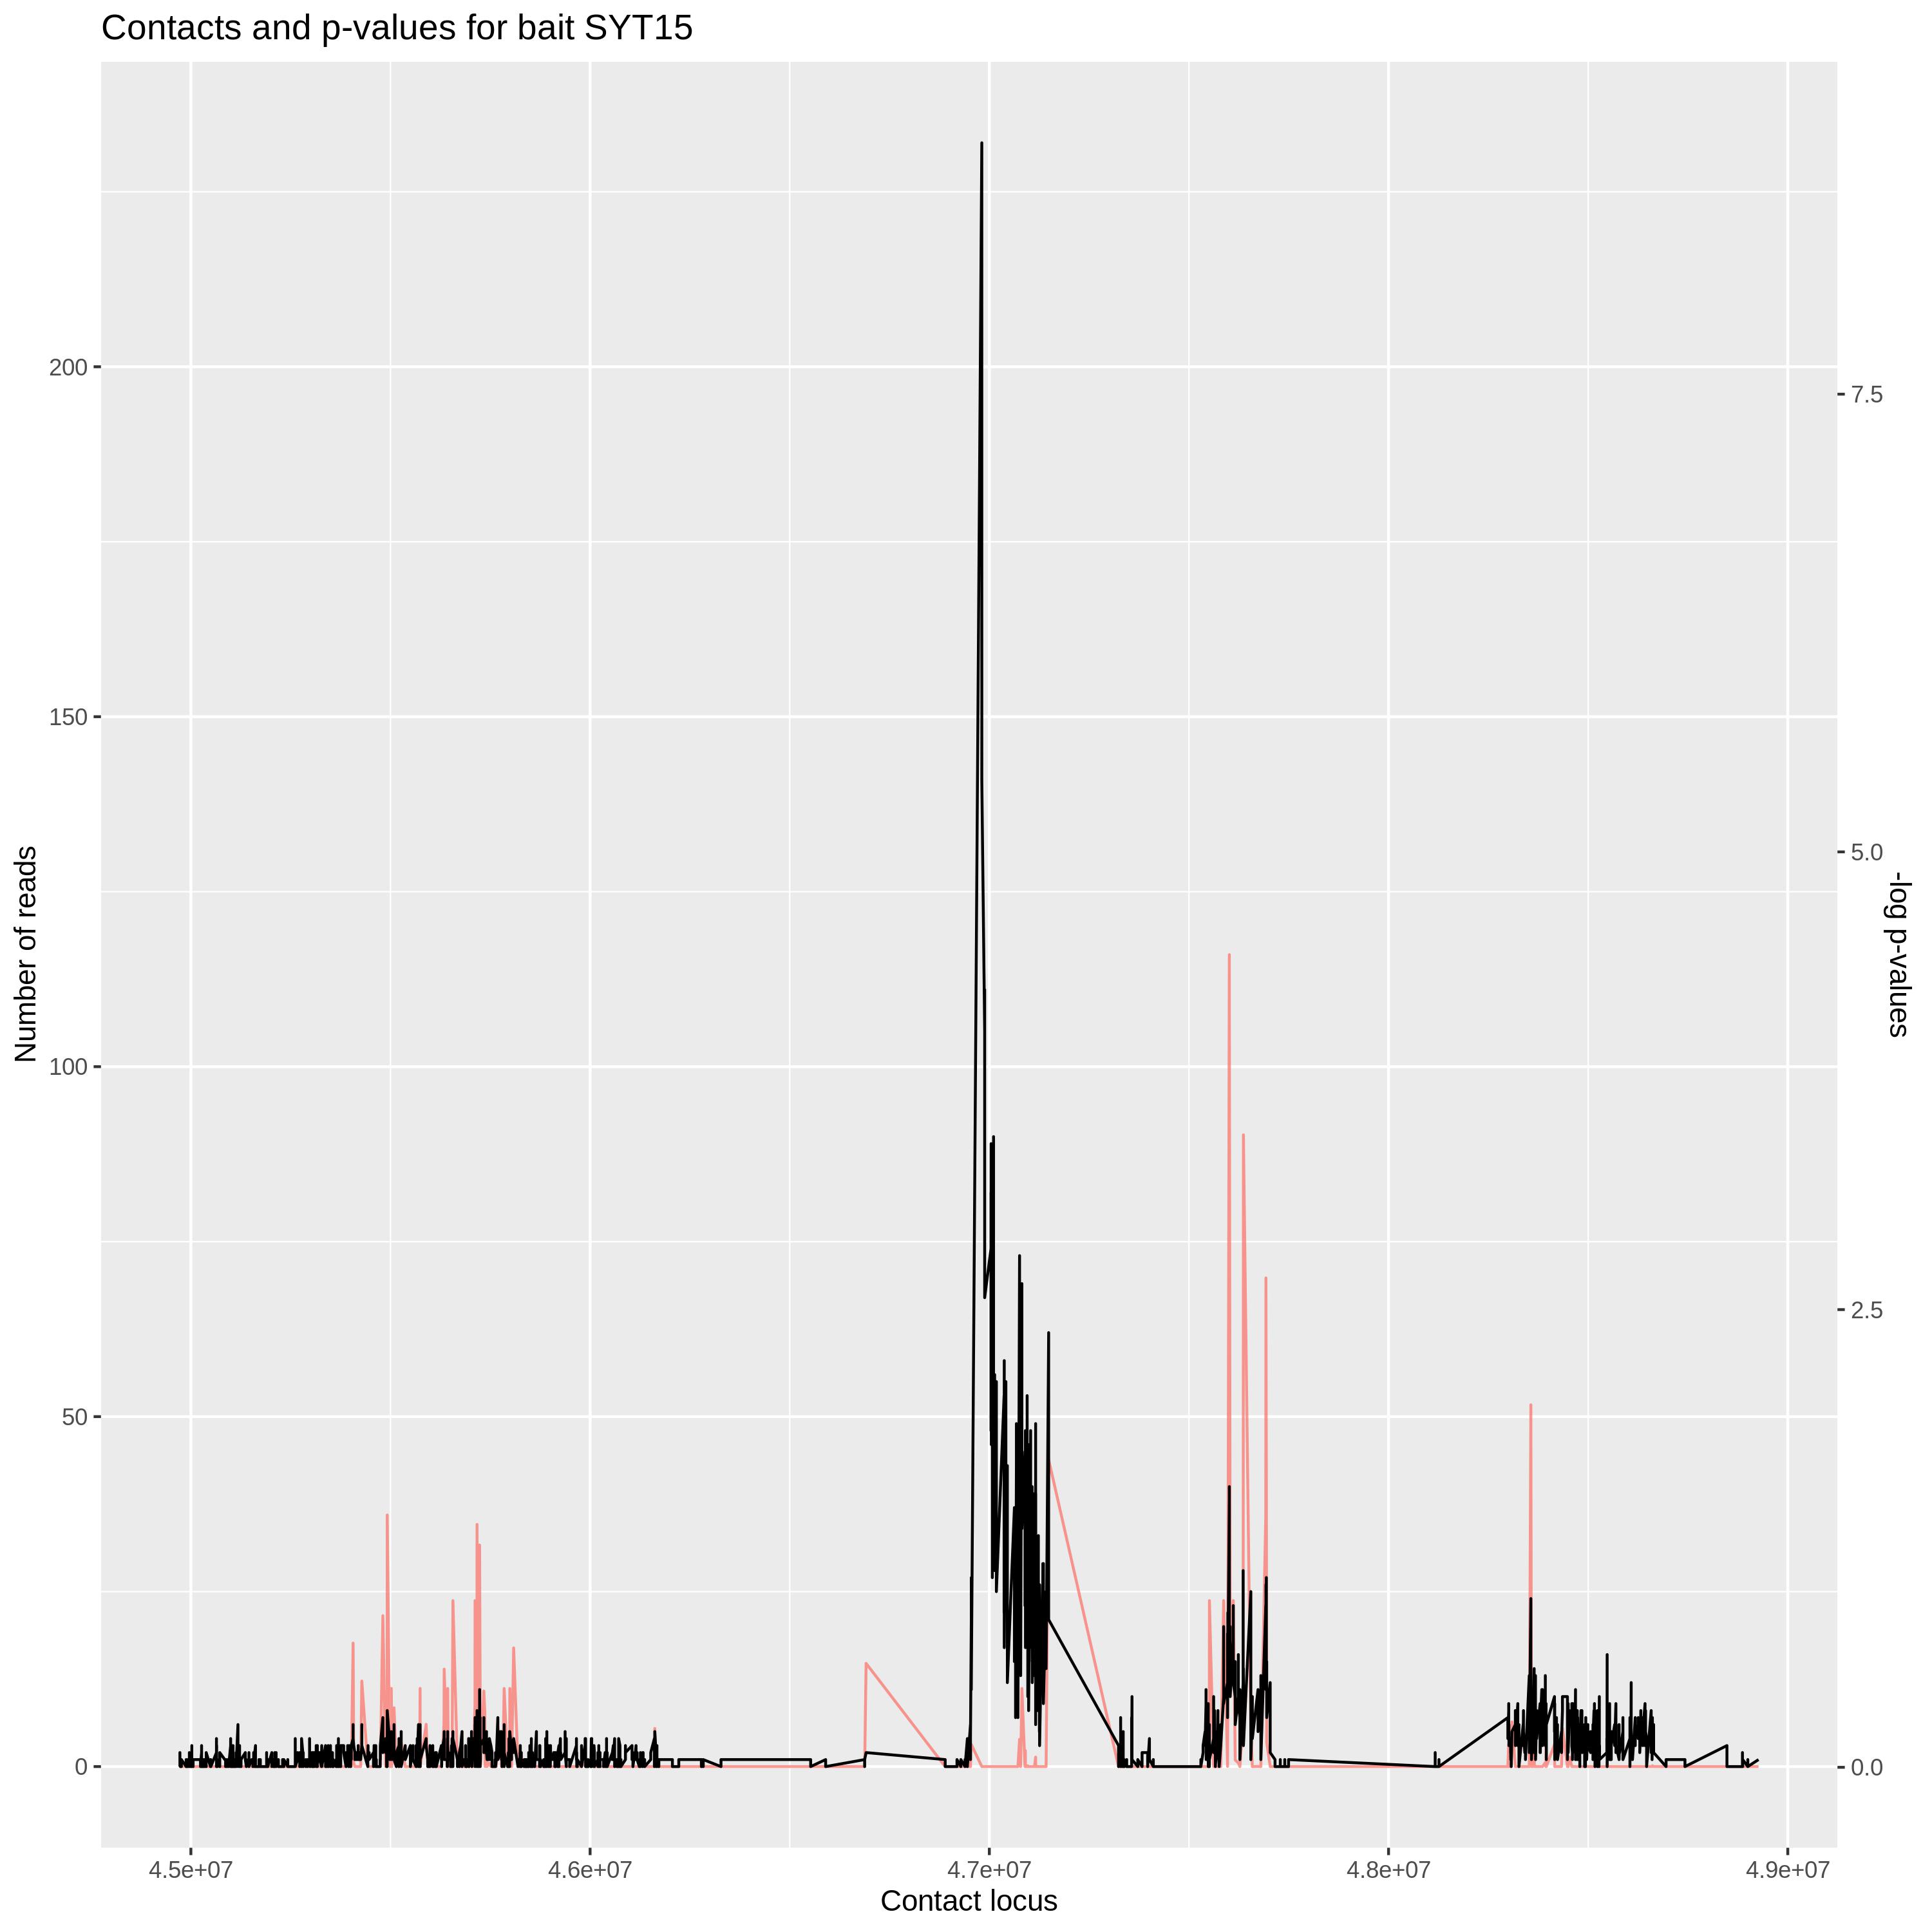 Contacts and p-values for bait SYT15
Number of reads
200
150
100
50
0
7.5
5.0
2.5
0.0
-log p-values
4.5e+07 4.6e+07 4.7e+07 4.8e+07 4.9e+07
Contact locus